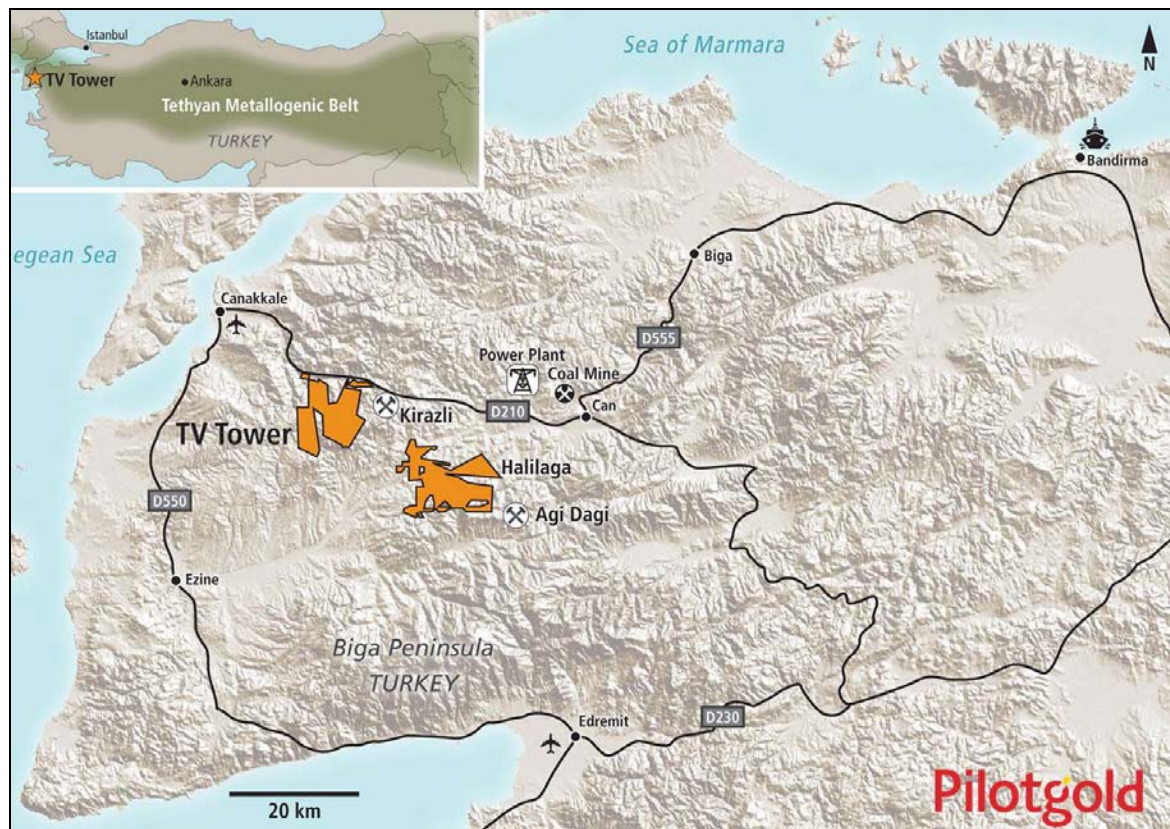 Istanbul
TV Tower
Ankara
Tethyan Metallogenic Belt
TURKEY
Sea of Marmara
N
Bandirma
egean Sea
Biga
Canakkale
D555
Power Plant
Coal Mine
Kirazli
D210
Can
TV Tower
Halilaga
D550
Agi Dagi
Ezine
Biga Peninsula
TURKEY
Edremit
D230
20 km
Pilotgold